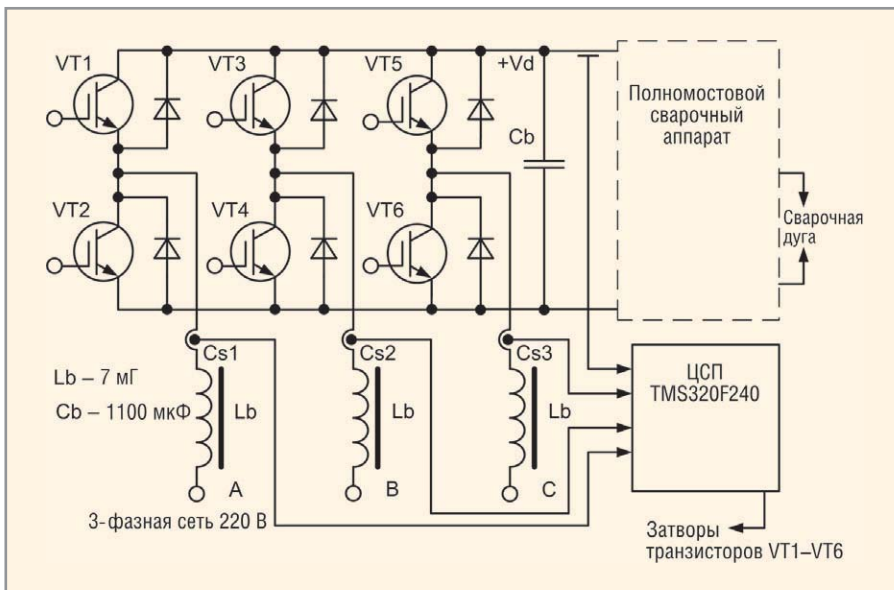 VT1
VT3
VT5
+Vd
Cb
Полномостовой
сварочный
аппарат
Сварочная
дуга
VT2
VT4
VT6
Cs1
Cs2
Cs3
Lb – 7 мГ
Cb – 1100 мкФ
Lb
Lb
Lb
ЦСП
TMS320F240
A
B
C
3-фазная сеть 220 В
Затворы
транзисторов VT1–VT6